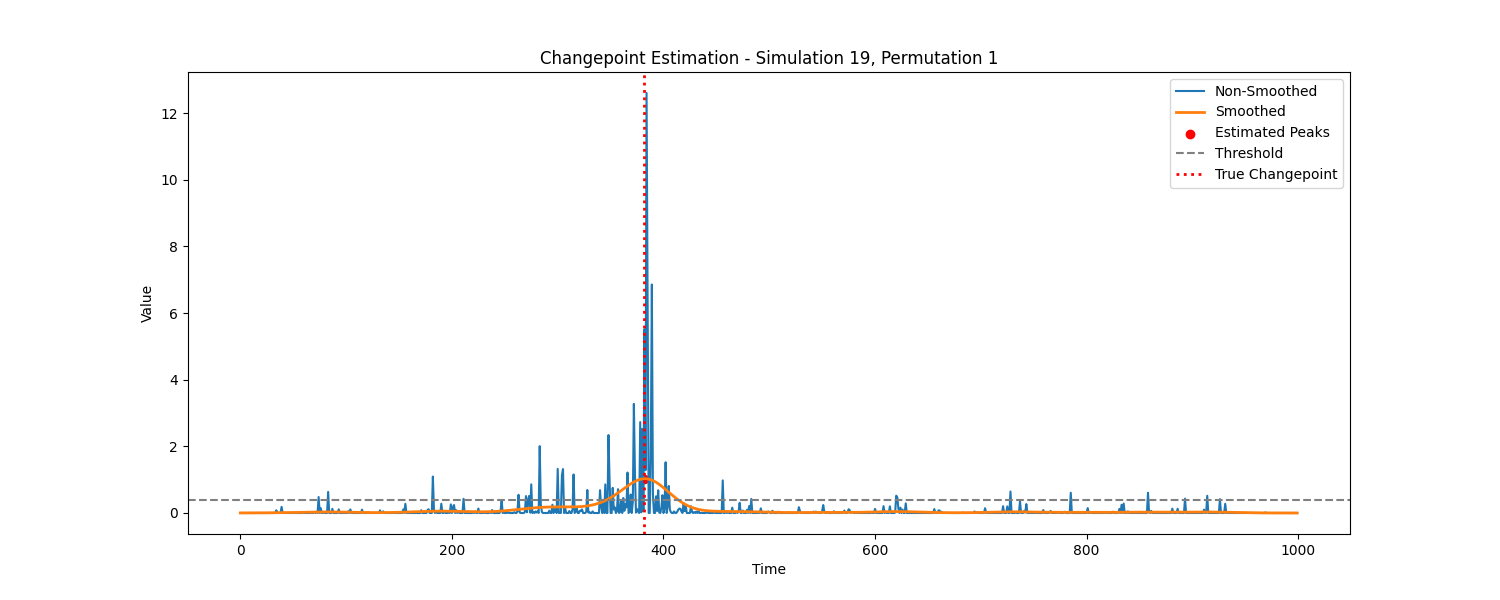 Changepoint Estimation - Simulation 19, Permutation 1
Non-Smoothed
Smoothed
Estimated Peaks
Threshold
True Changepoint
Value
12
10
8
6
4
2
0
0 200 400 600 800 1000
Time